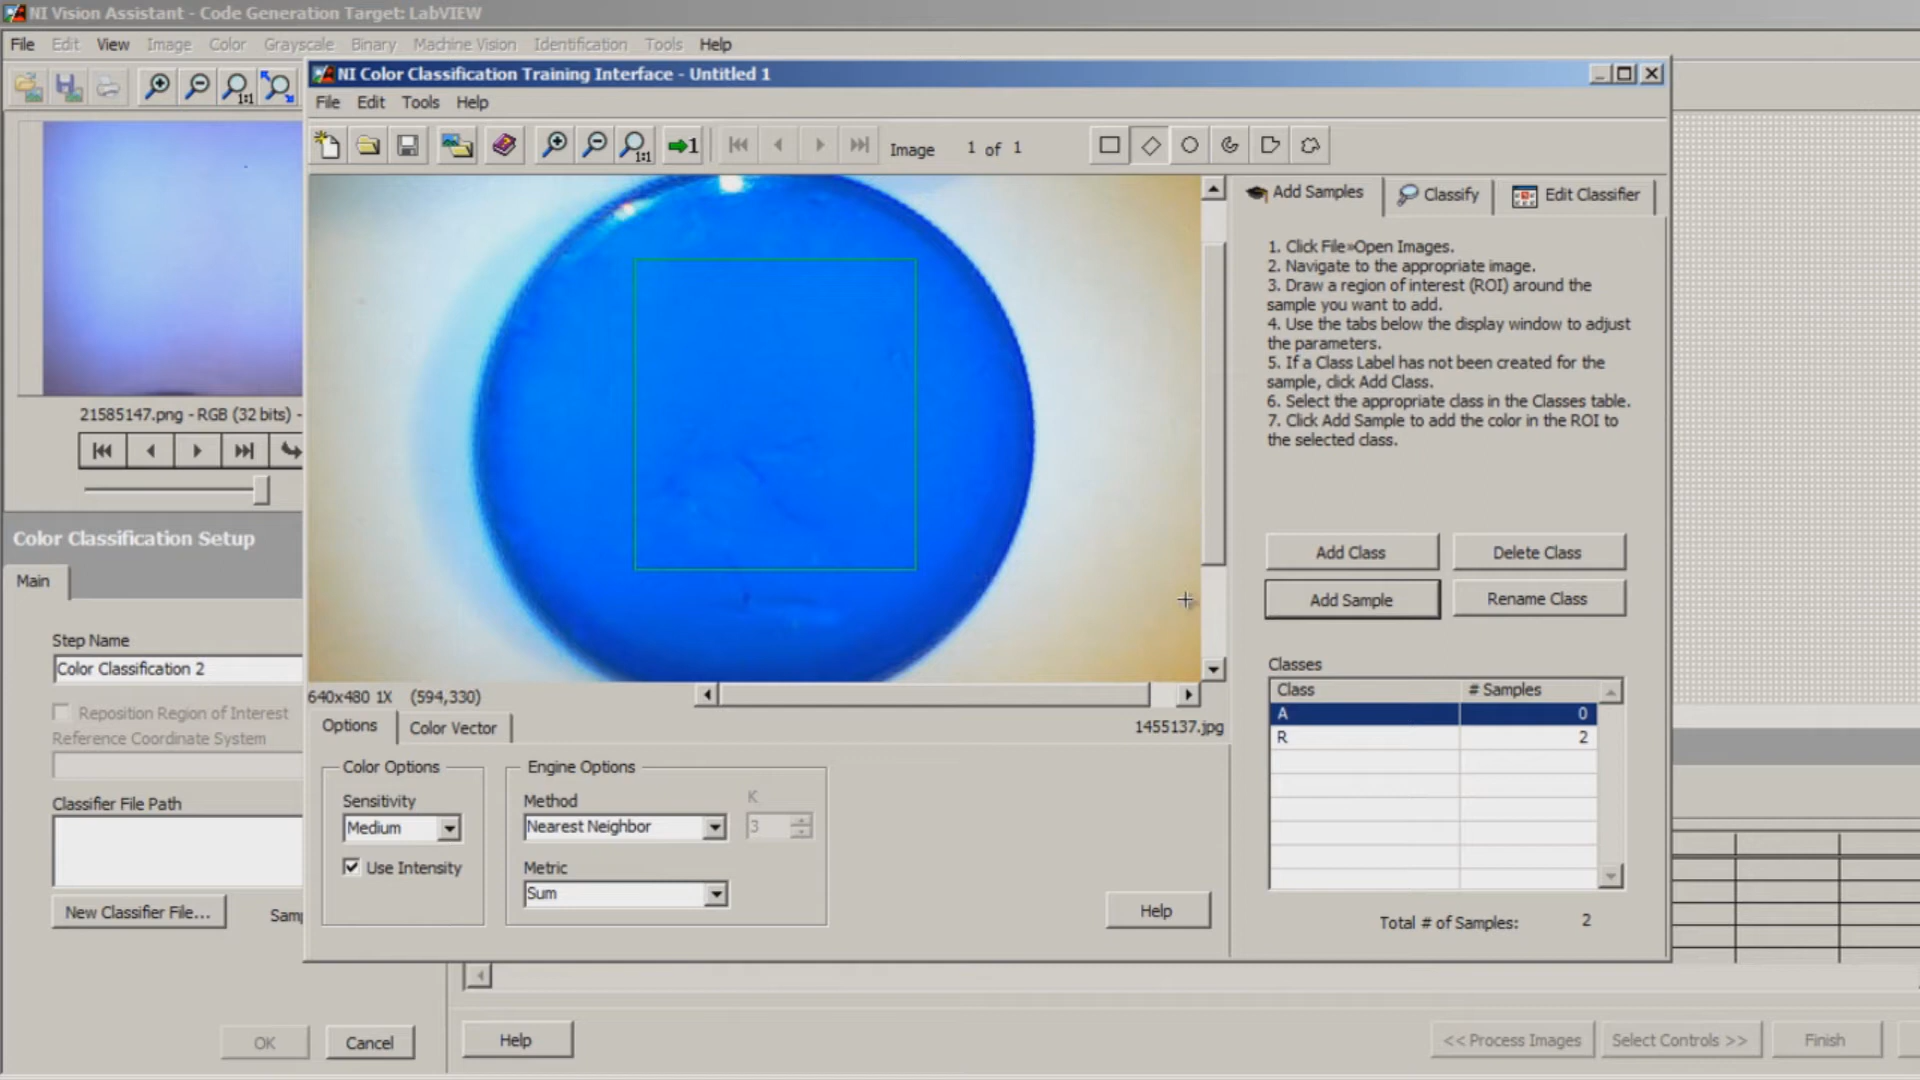 NI Vision Assistant - Code Generation Target: LabVIEW
File Edit View Image Color Grayscale Binary Machine Vision Identification Tools Help
NI Color Classification Training Interface - Untitled 1
File Edit Tools Help
1:1
1:1
1
Image 1 of 1
Add Samples
Classify
Edit Classifier
1. Click File»Open Images.
2. Navigate to the appropriate image.
3. Draw a region of interest (ROI) around the
sample you want to add.
4. Use the tabs below the display window to adjust
the parameters.
5. If a Class Label has not been created for the
sample, click Add Class.
6. Select the appropriate class in the Classes table.
7. Click Add Sample to add the color in the ROI to
the selected class.
21585147.png - RGB (32 bits) -
Color Classification Setup
Main
Step Name
Color Classification 2
Reposition Region of Interest
Reference Coordinate System
Classifier File Path
New Classifier File...
OK
Cancel
640x480 1X (594,330)
1455137.jpg
Options
Color Vector
Color Options
Sensitivity
Medium
Use Intensity
Engine Options
Method
Nearest Neighbor
K
3
Metric
Sum
Help
Add Class
Delete Class
Add Sample
Rename Class
Classes
Class # Samples
A 0
R 2
Total # of Samples: 2
Help
<< Process Images
Select Controls >>
Finish